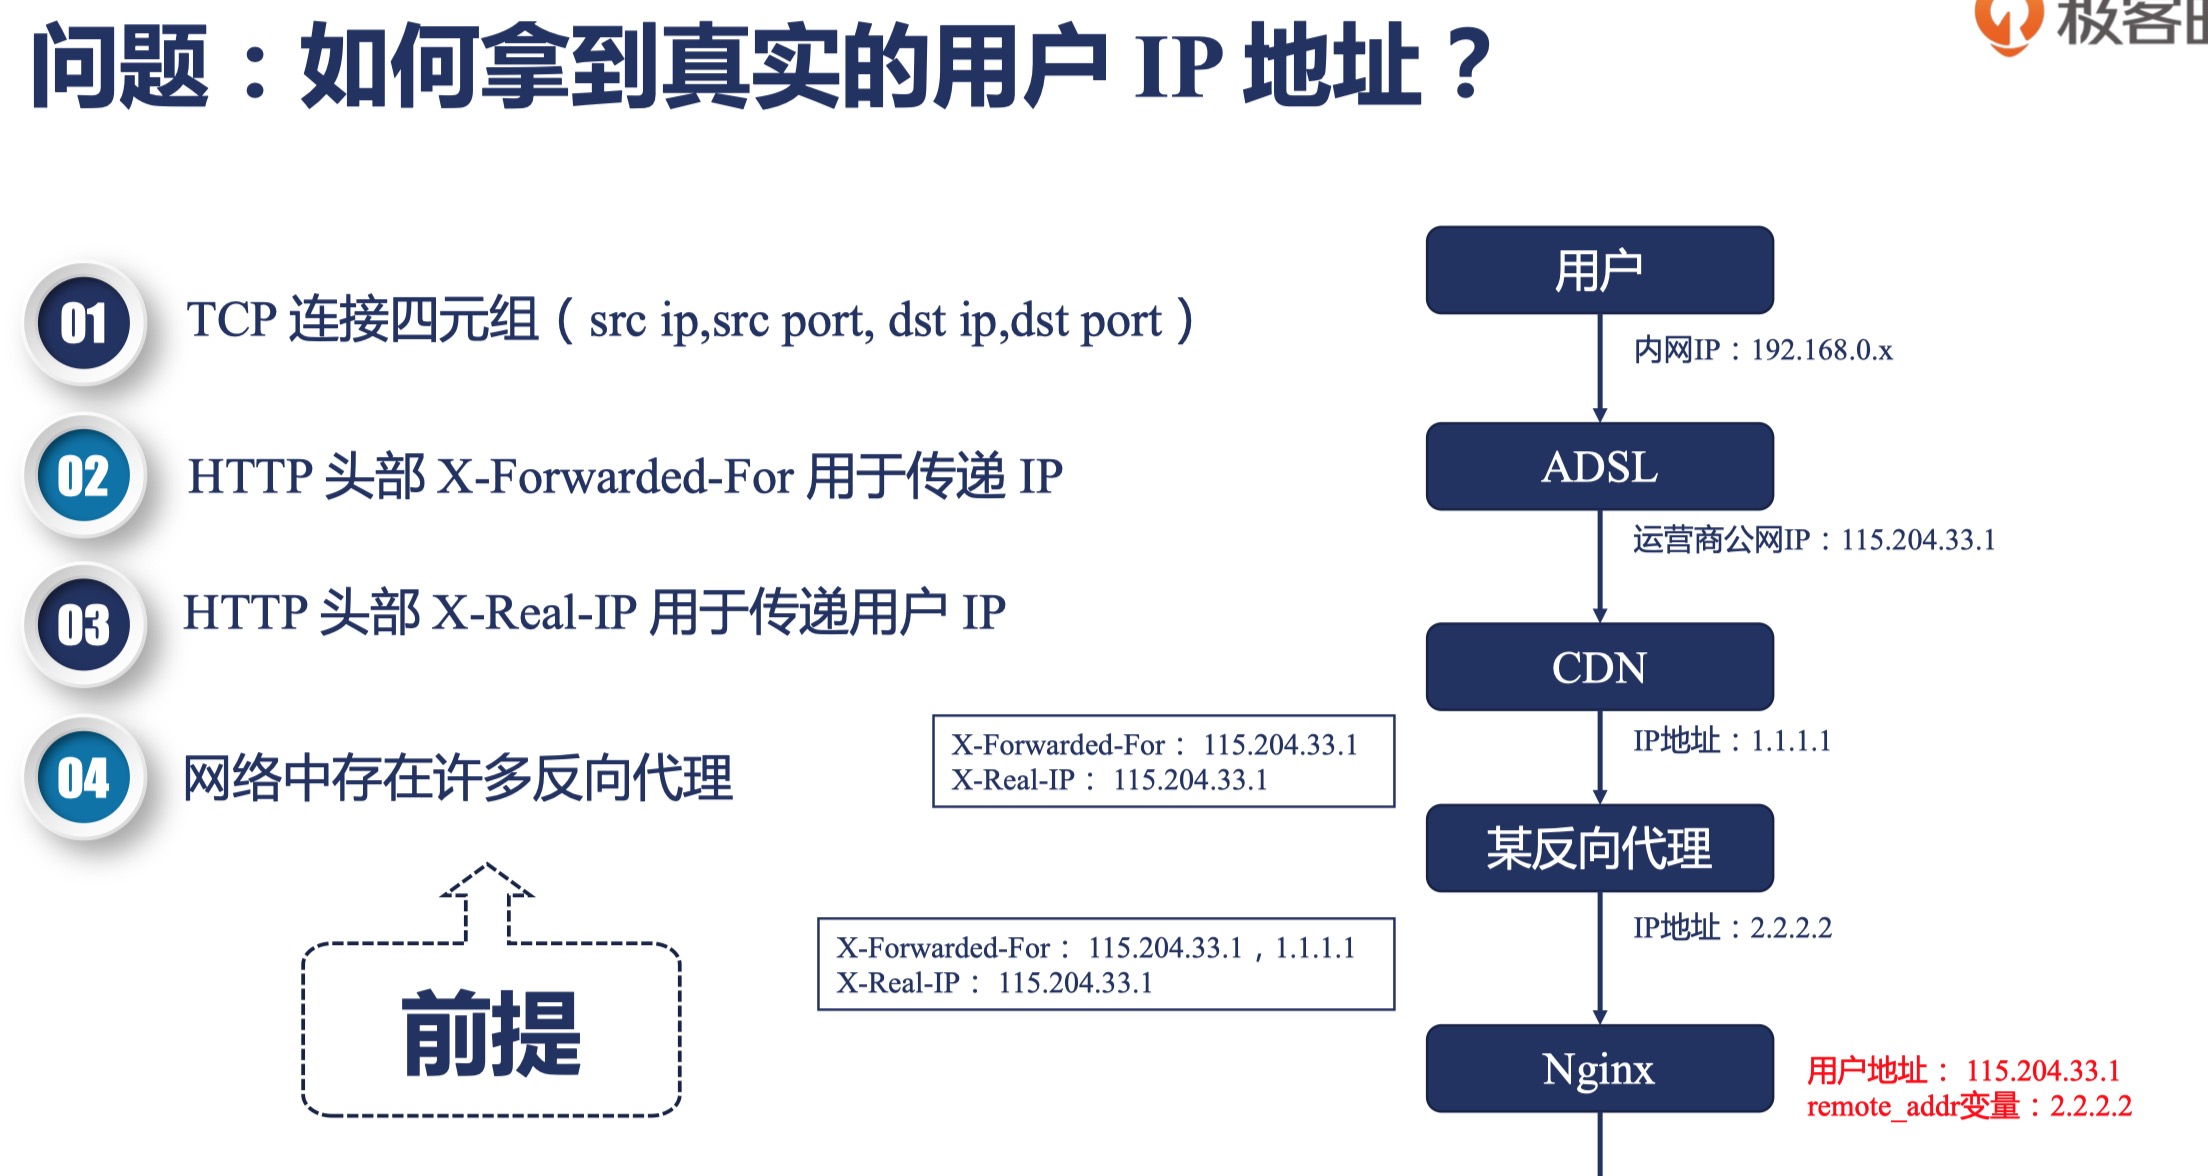 问题：如何拿到真实的用户 IP 地址？
极客
01
TCP 连接四元组（src ip,src port, dst ip,dst port）
02
HTTP 头部 X-Forwarded-For 用于传递 IP
03
HTTP 头部 X-Real-IP 用于传递用户 IP
04
网络中存在许多反向代理
前提
用户
内网IP：192.168.0.x
ADSL
运营商公网IP：115.204.33.1
CDN
IP地址：1.1.1.1
X-Forwarded-For： 115.204.33.1
X-Real-IP： 115.204.33.1
某反向代理
IP地址：2.2.2.2
X-Forwarded-For： 115.204.33.1，1.1.1.1
X-Real-IP： 115.204.33.1
Nginx
用户地址： 115.204.33.1
remote_addr变量：2.2.2.2